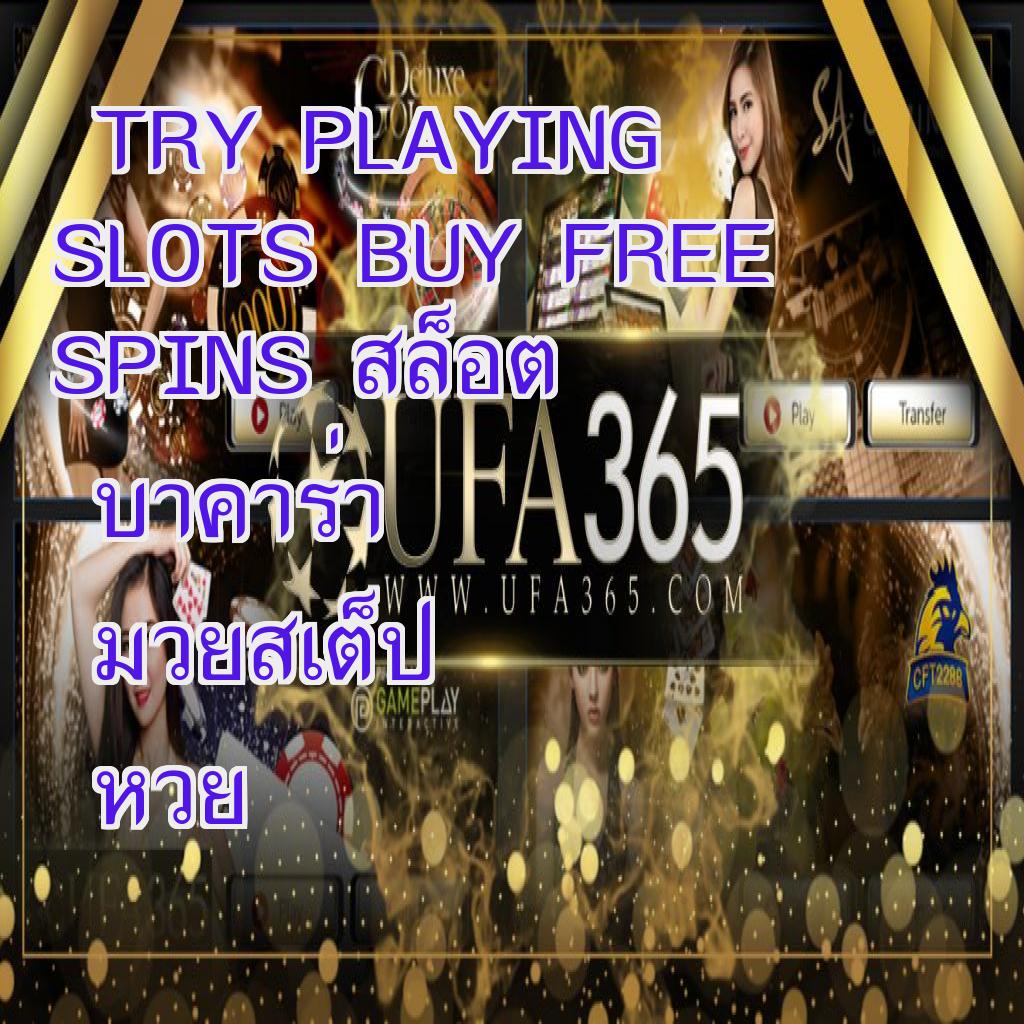 TRY PLAYING
SLOTS BUY FREE
SPINS สล็อต
บาคาร่า
มวยสเต็ป
หวย
Deluxe
SA
1000
Play
Play
Transfer
UFA365
WWW.UFA365.COM
GAMEPLAY
INTERACTIVE
CFT2288